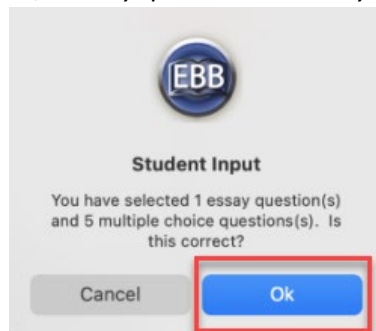 EBB
Student Input
You have selected 1 essay question(s)
and 5 multiple choice questions(s). Is
this correct?
Cancel
Ok